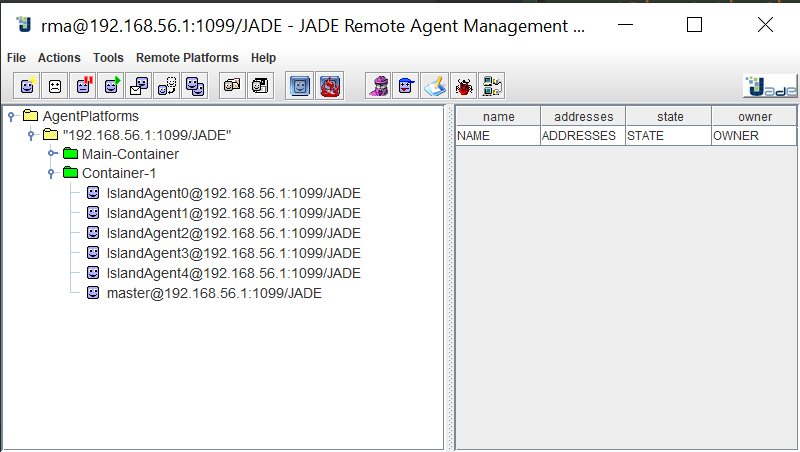 rma@192.168.56.1:1099/JADE - JADE Remote Agent Management ...
File Actions Tools Remote Platforms Help
Jade
AgentPlatforms
"192.168.56.1:1099/JADE"
Main-Container
Container-1
IslandAgent0@192.168.56.1:1099/JADE
IslandAgent1@192.168.56.1:1099/JADE
IslandAgent2@192.168.56.1:1099/JADE
IslandAgent3@192.168.56.1:1099/JADE
IslandAgent4@192.168.56.1:1099/JADE
master@192.168.56.1:1099/JADE
name addresses state owner
NAME ADDRESSES STATE OWNER